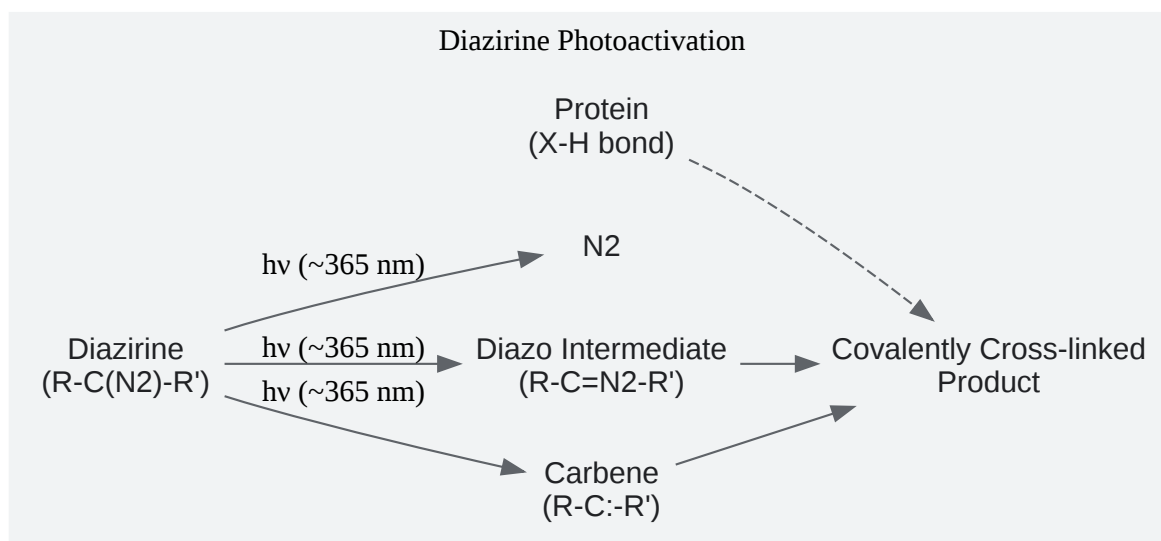 Diazirine Photoactivation
Protein
(X-H bond)
N2
hν (~365 nm)
hν (~365 nm)
hν (~365 nm)
Diazirine
(R-C(N2)-R')
Diazo Intermediate
(R-C=N2-R')
Covalently Cross-linked
Product
Carbene
(R-C:-R')